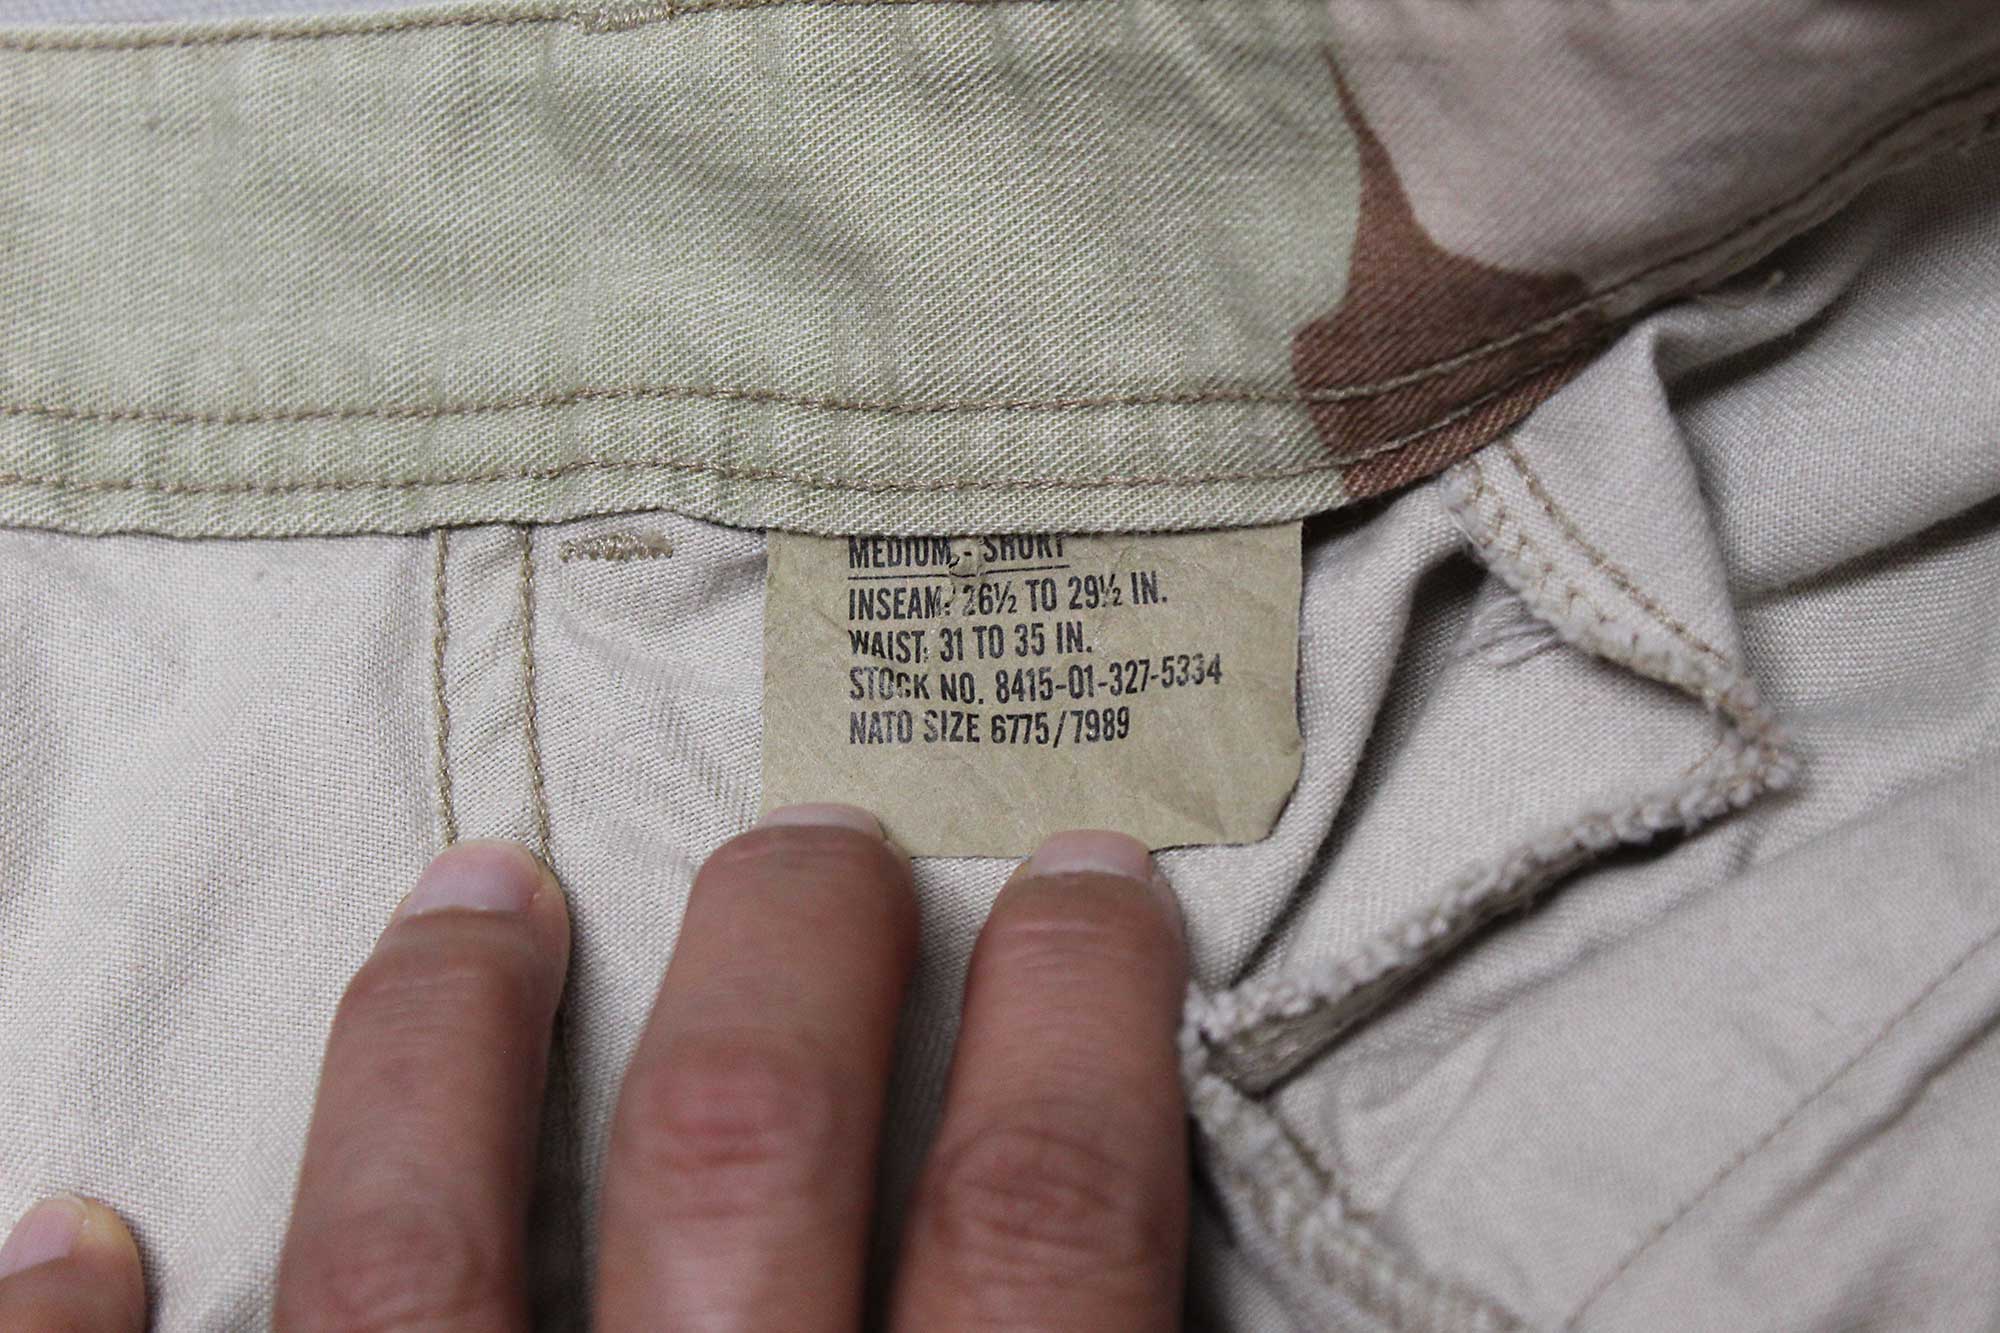 MEDIUM - SHORT
INSEAM: 26½ TO 29½ IN.
WAIST: 31 TO 35 IN.
STOCK NO. 8415-01-327-5334
NATO SIZE 6775/7989